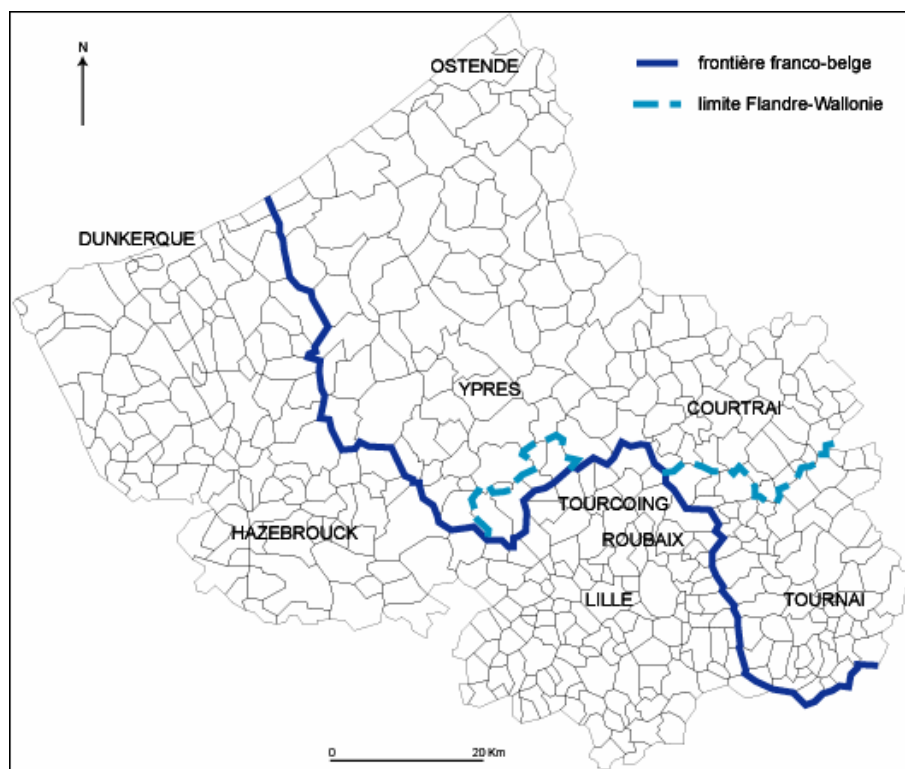 N
OSTENDE
frontière franco-belge
limite Flandre-Wallonie
DUNKERQUE
YPRES
COURTRAI
TOURCOING
HAZEBROUCK
ROUBAIX
LILLE
TOURNAI
0
20 Km